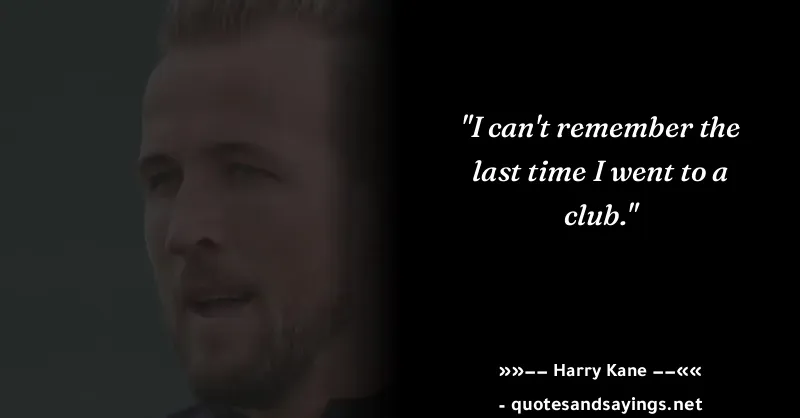 "I can't remember the
last time I went to a
club."
»»−− Harry Kane −−««
- quotesandsayings.net